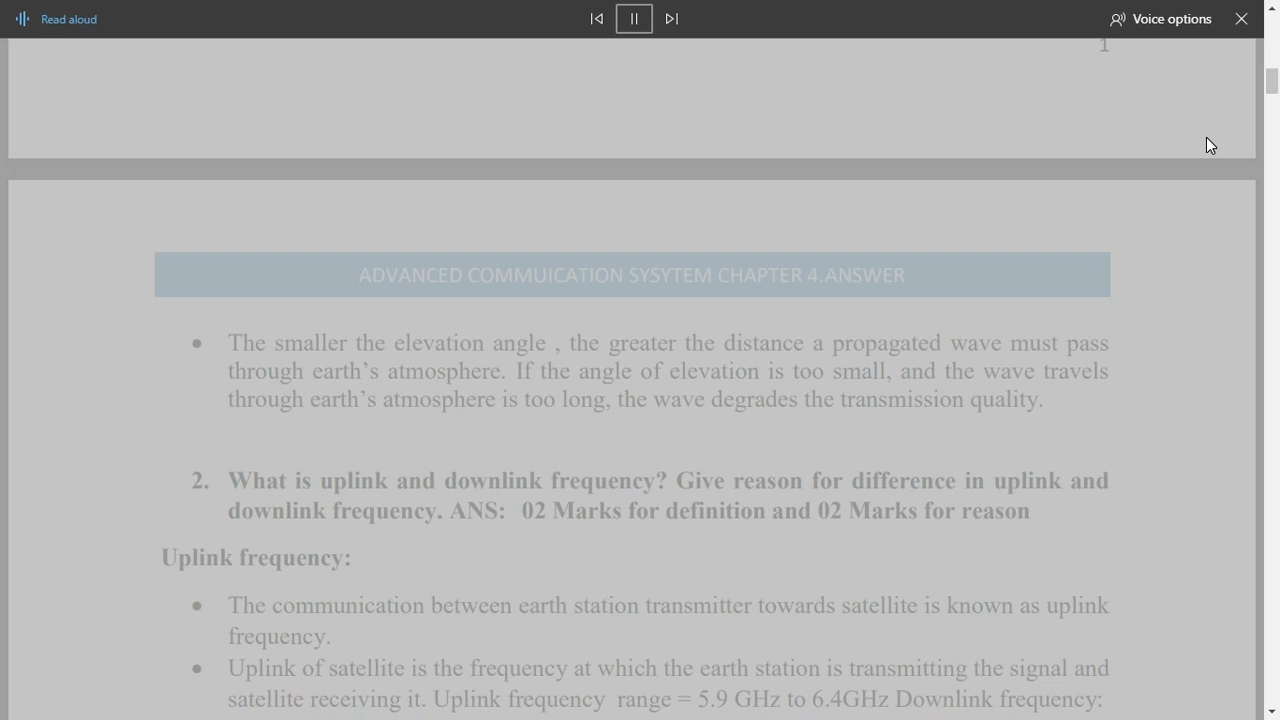 Read aloud
Voice options
1
ADVANCED COMMUICATION SYSYTEM CHAPTER 4.ANSWER
• The smaller the elevation angle , the greater the distance a propagated wave must pass
through earth's atmosphere. If the angle of elevation is too small, and the wave travels
through earth's atmosphere is too long, the wave degrades the transmission quality.
2. What is uplink and downlink frequency? Give reason for difference in uplink and
downlink frequency. ANS: 02 Marks for definition and 02 Marks for reason
Uplink frequency:
• The communication between earth station transmitter towards satellite is known as uplink
frequency.
• Uplink of satellite is the frequency at which the earth station is transmitting the signal and
satellite receiving it. Uplink frequency range = 5.9 GHz to 6.4GHz Downlink frequency: